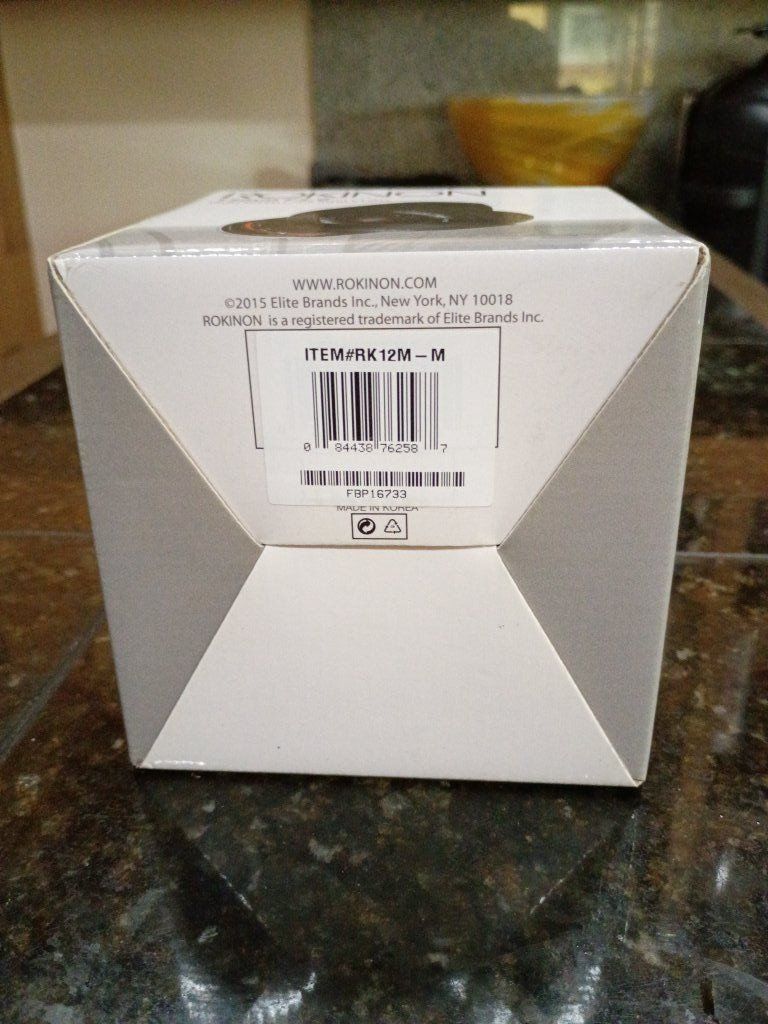 ROKINON
WWW.ROKINON.COM
©2015 Elite Brands Inc., New York, NY 10018
ROKINON is a registered trademark of Elite Brands Inc.
ITEM#RK12M – M
0 84438 76258 7
FBP16733
MADE IN KOREA